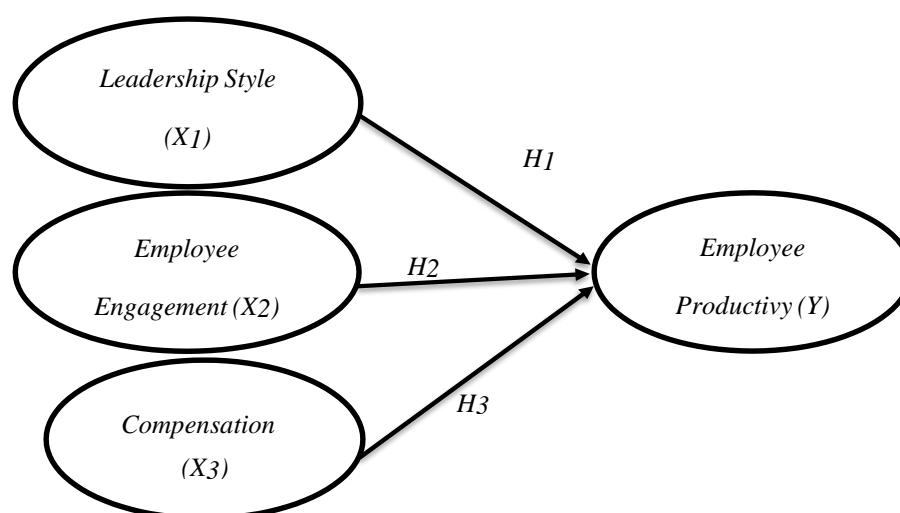 Leadership Style
(X1)
H1
Employee
Engagement (X2)
H2
Employee
Productivy (Y)
Compensation
(X3)
H3